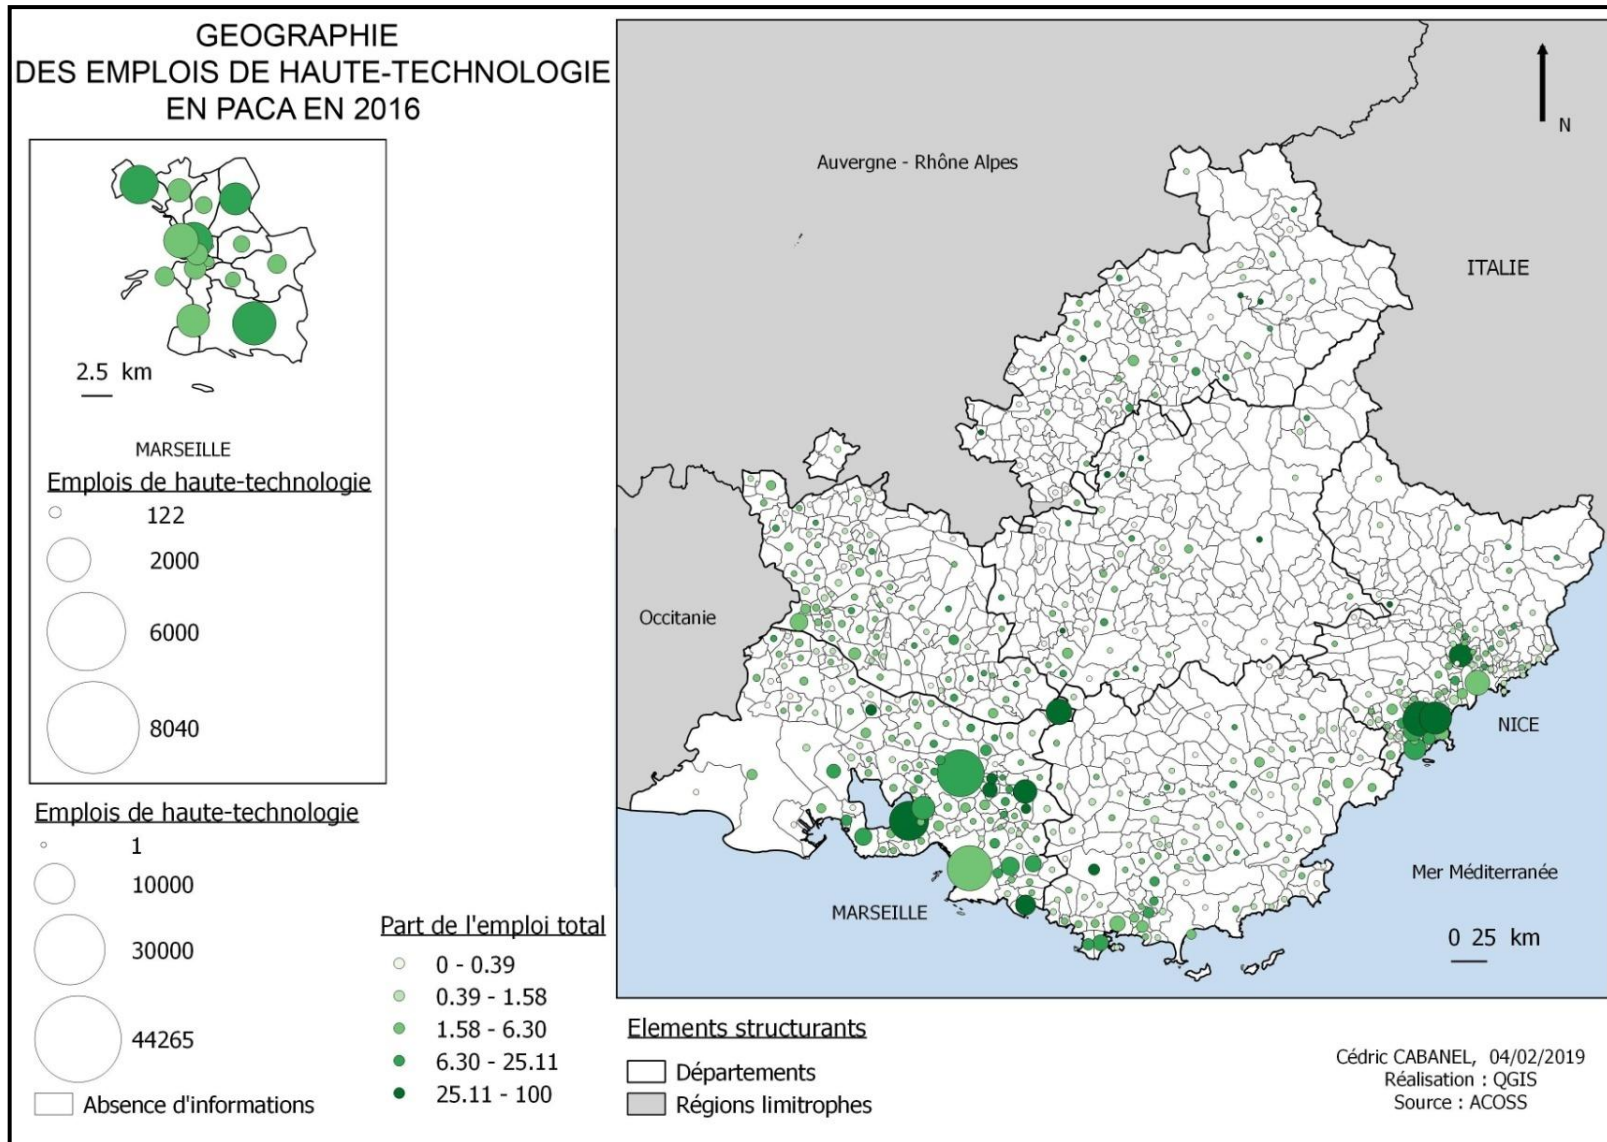 GEOGRAPHIE
DES EMPLOIS DE HAUTE-TECHNOLOGIE
EN PACA EN 2016
2.5 km
MARSEILLE
Emplois de haute-technologie
122
2000
6000
8040
Emplois de haute-technologie
1
10000
30000
44265
Absence d'informations
Part de l'emploi total
0 - 0.39
0.39 - 1.58
1.58 - 6.30
6.30 - 25.11
25.11 - 100
N
Auvergne - Rhône Alpes
ITALIE
Occitanie
NICE
MARSEILLE
Mer Méditerranée
0 25 km
Elements structurants
Départements
Régions limitrophes
Cédric CABANEL, 04/02/2019
Réalisation : QGIS
Source : ACOSS